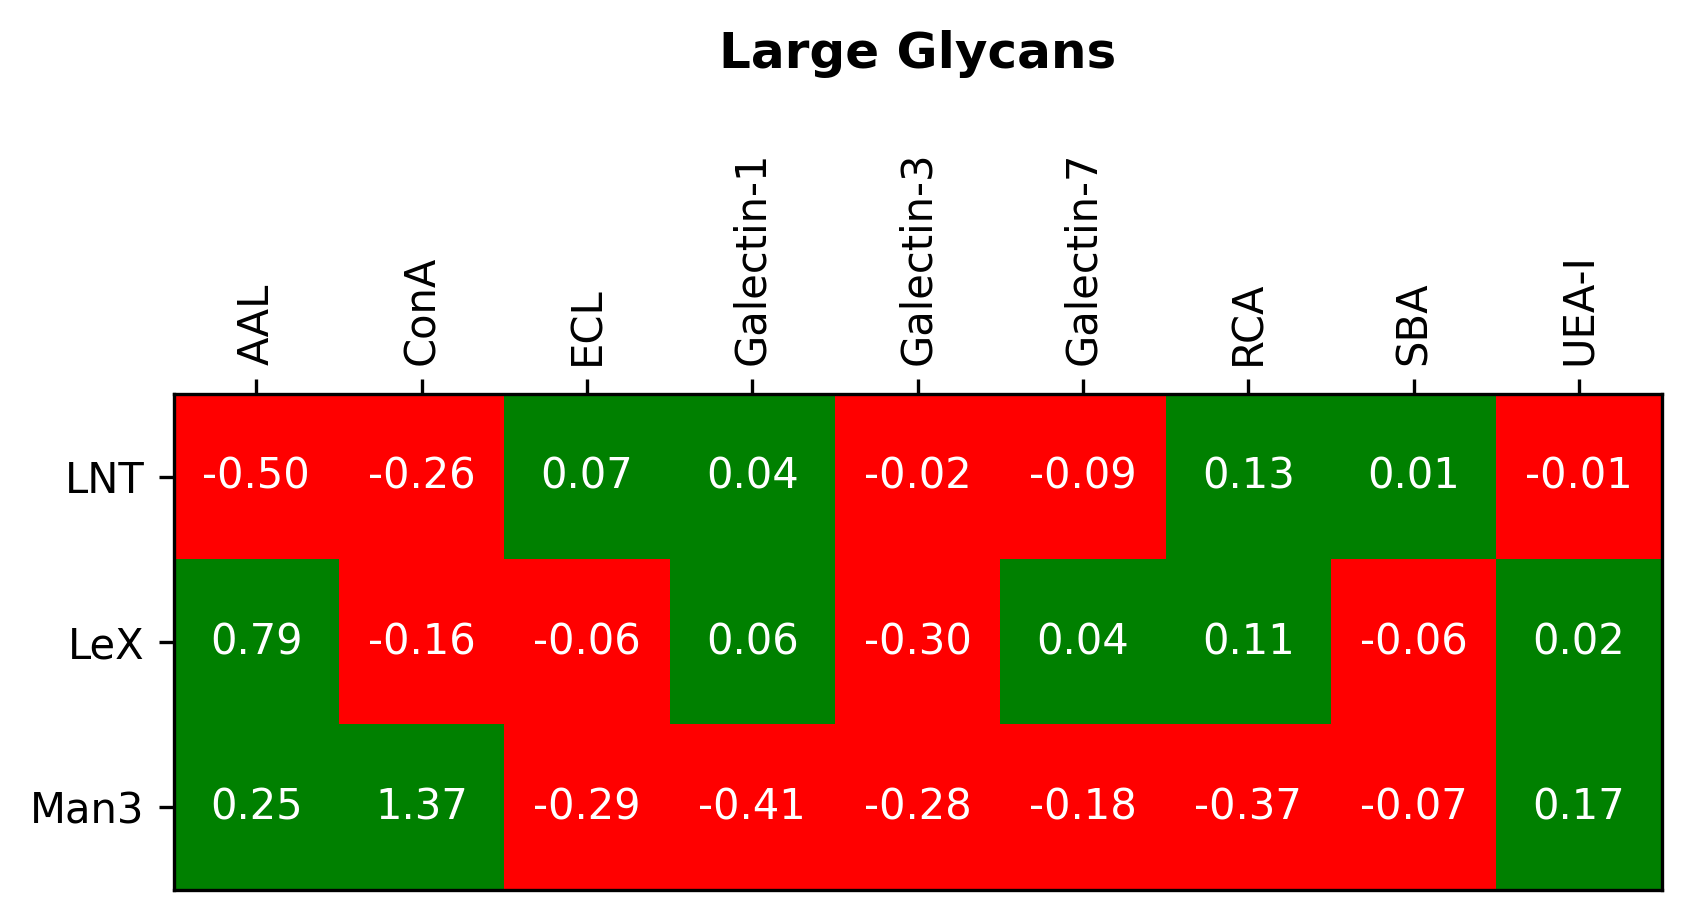 Large Glycans
AAL ConA ECL Galectin-1 Galectin-3 Galectin-7 RCA SBA UEA-I
LNT -0.50 -0.26 0.07 0.04 -0.02 -0.09 0.13 0.01 -0.01
LeX 0.79 -0.16 -0.06 0.06 -0.30 0.04 0.11 -0.06 0.02
Man3 0.25 1.37 -0.29 -0.41 -0.28 -0.18 -0.37 -0.07 0.17